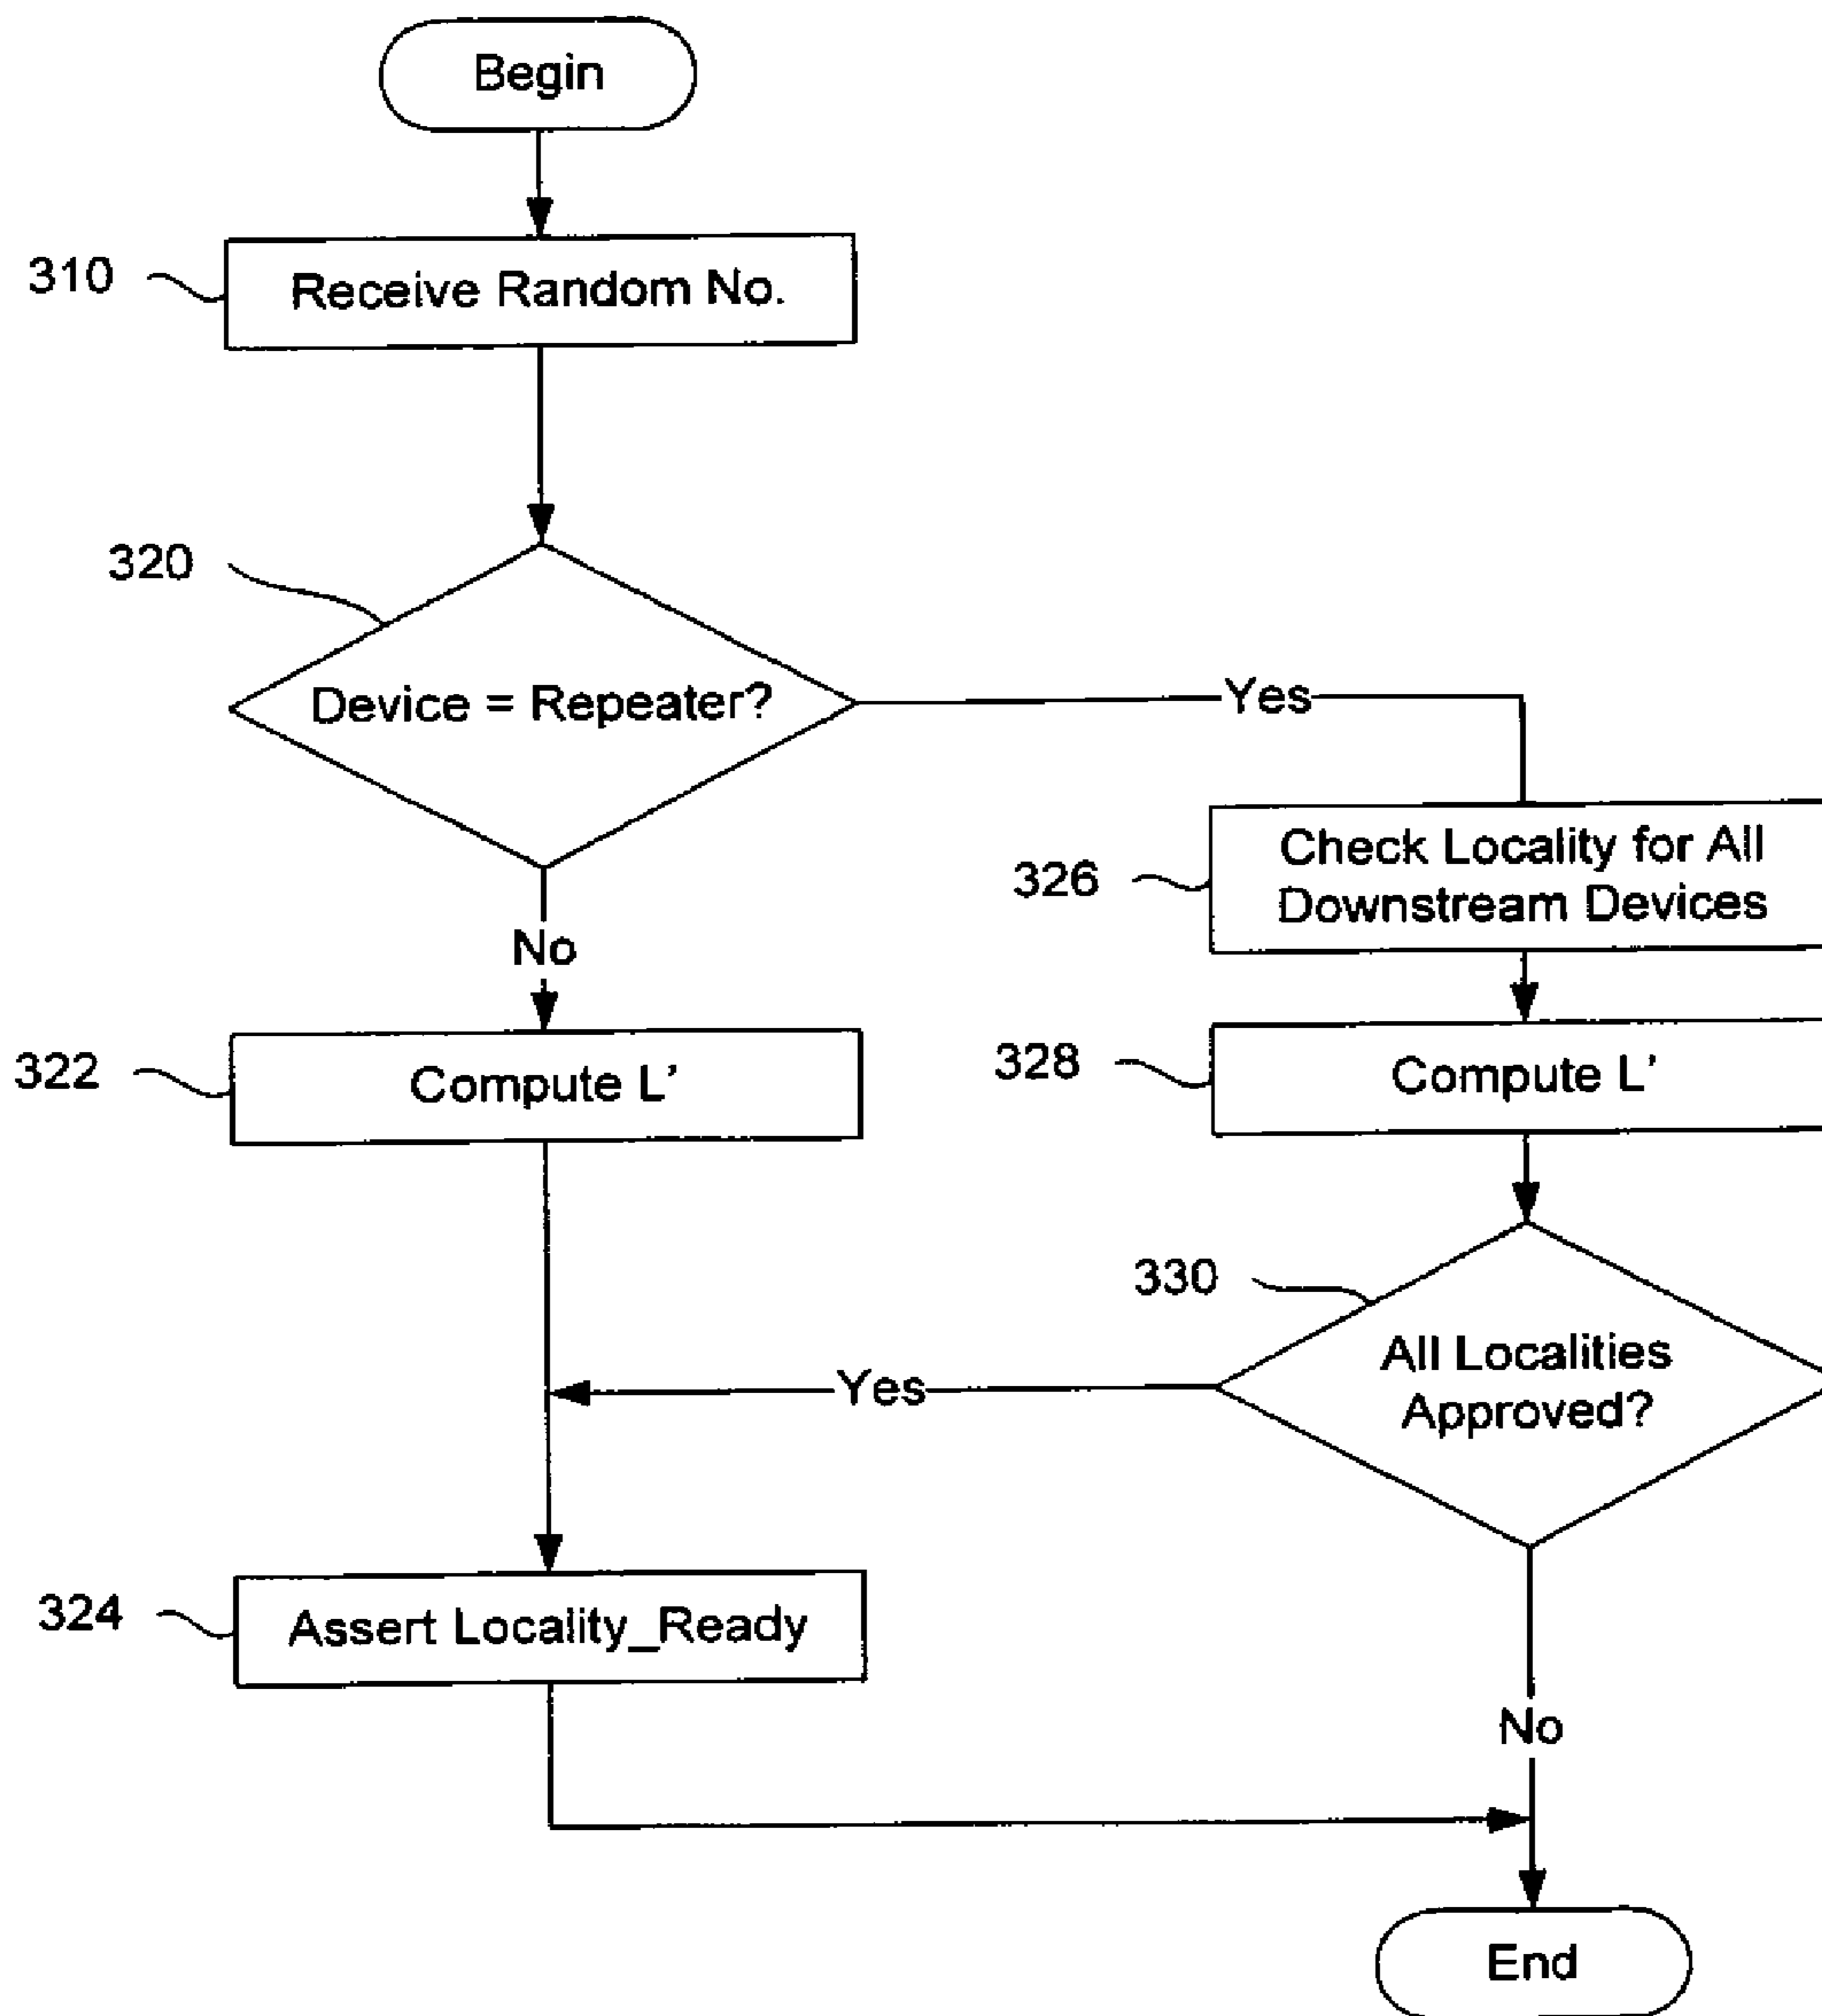 Begin
310
Receive Random No.
320
Device = Repeater?
Yes
326
Check Locality for All
Downstream Devices
No
322
Compute L'
328
Compute L'
330
All Localities
Approved?
Yes
324
Assert Locality_Ready
No
End